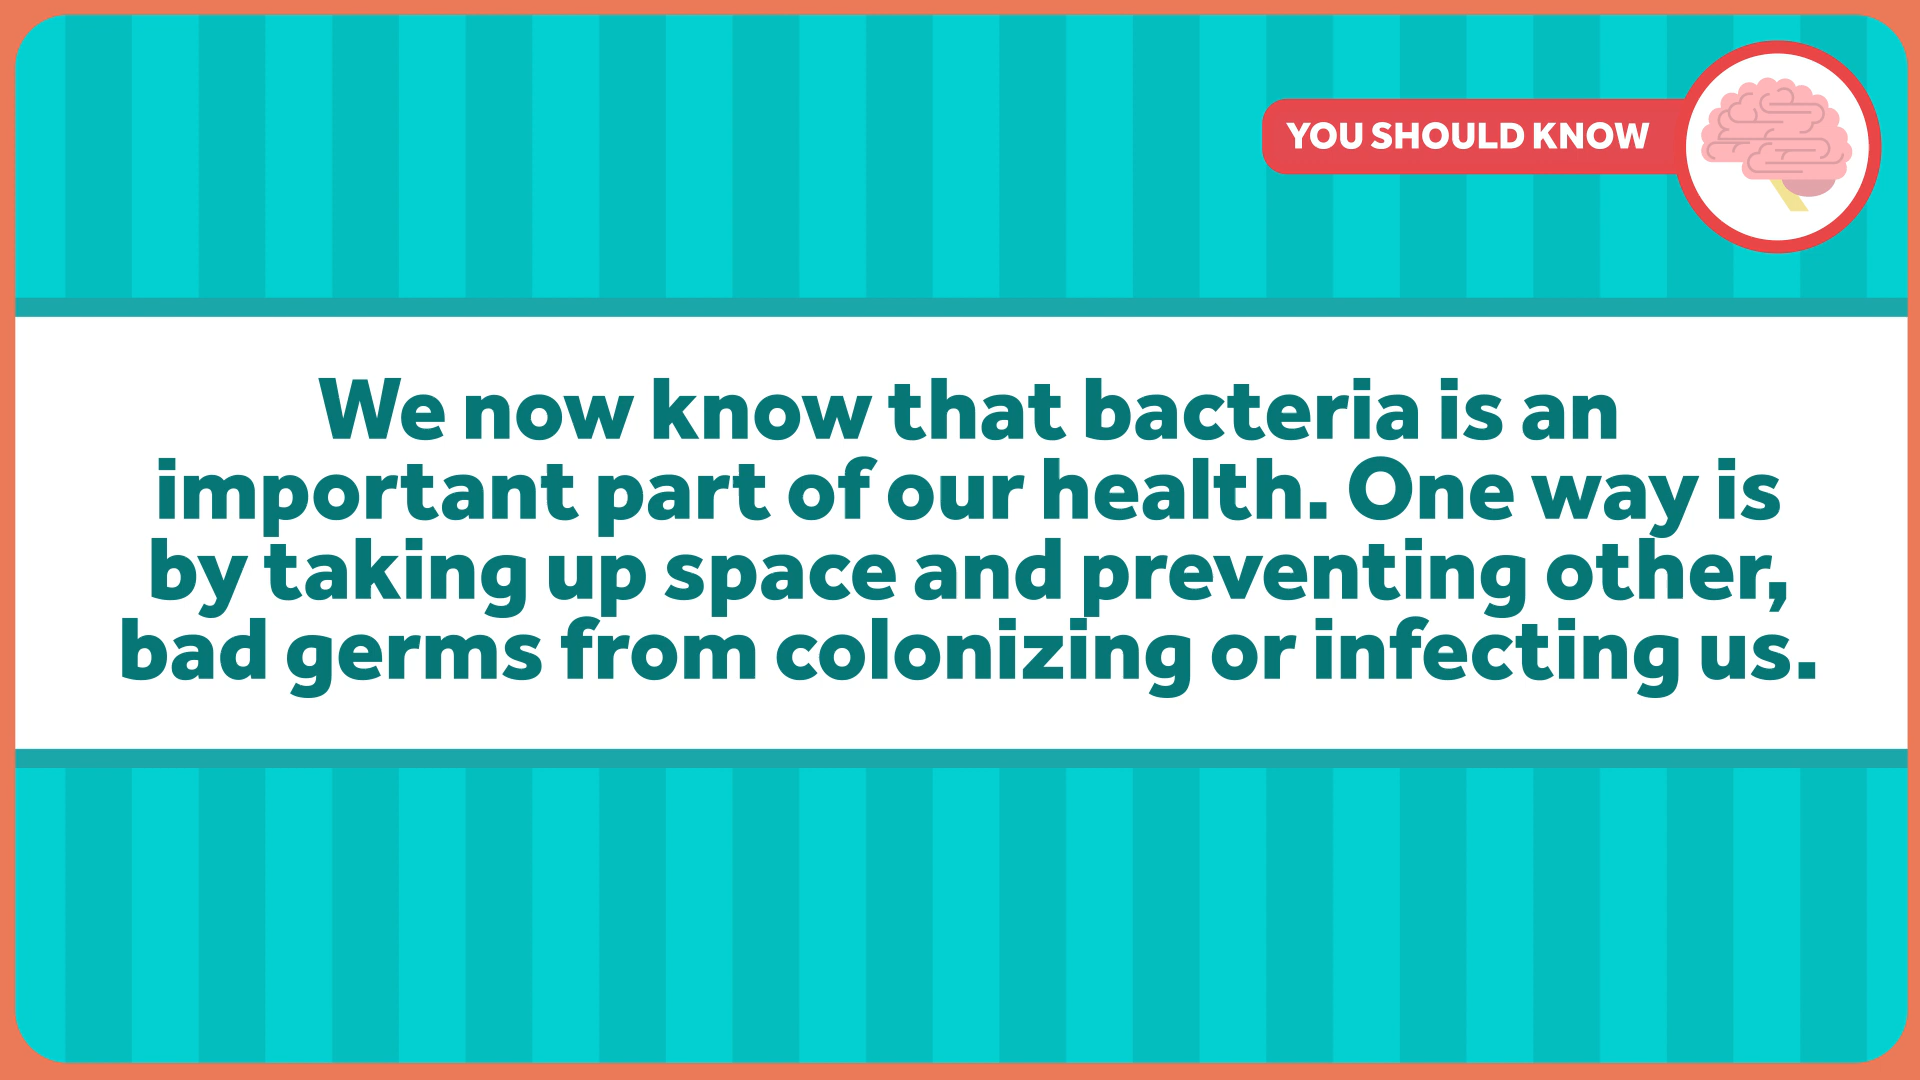 YOU SHOULD KNOW
We now know that bacteria is an
important part of our health. One way is
by taking up space and preventing other,
bad germs from colonizing or infecting us.